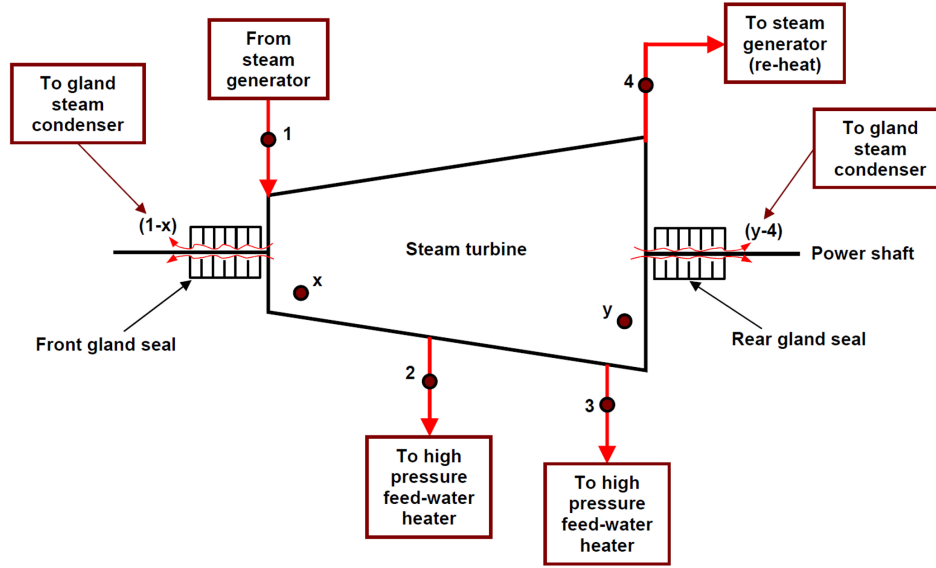 From
steam
generator
To steam
generator
(re-heat)
To gland
steam
condenser
4
1
To gland
steam
condenser
(1-x)
(y-4)
Steam turbine
Power shaft
x
y
Front gland seal
Rear gland seal
2
3
To high
pressure
feed-water
heater
To high
pressure
feed-water
heater